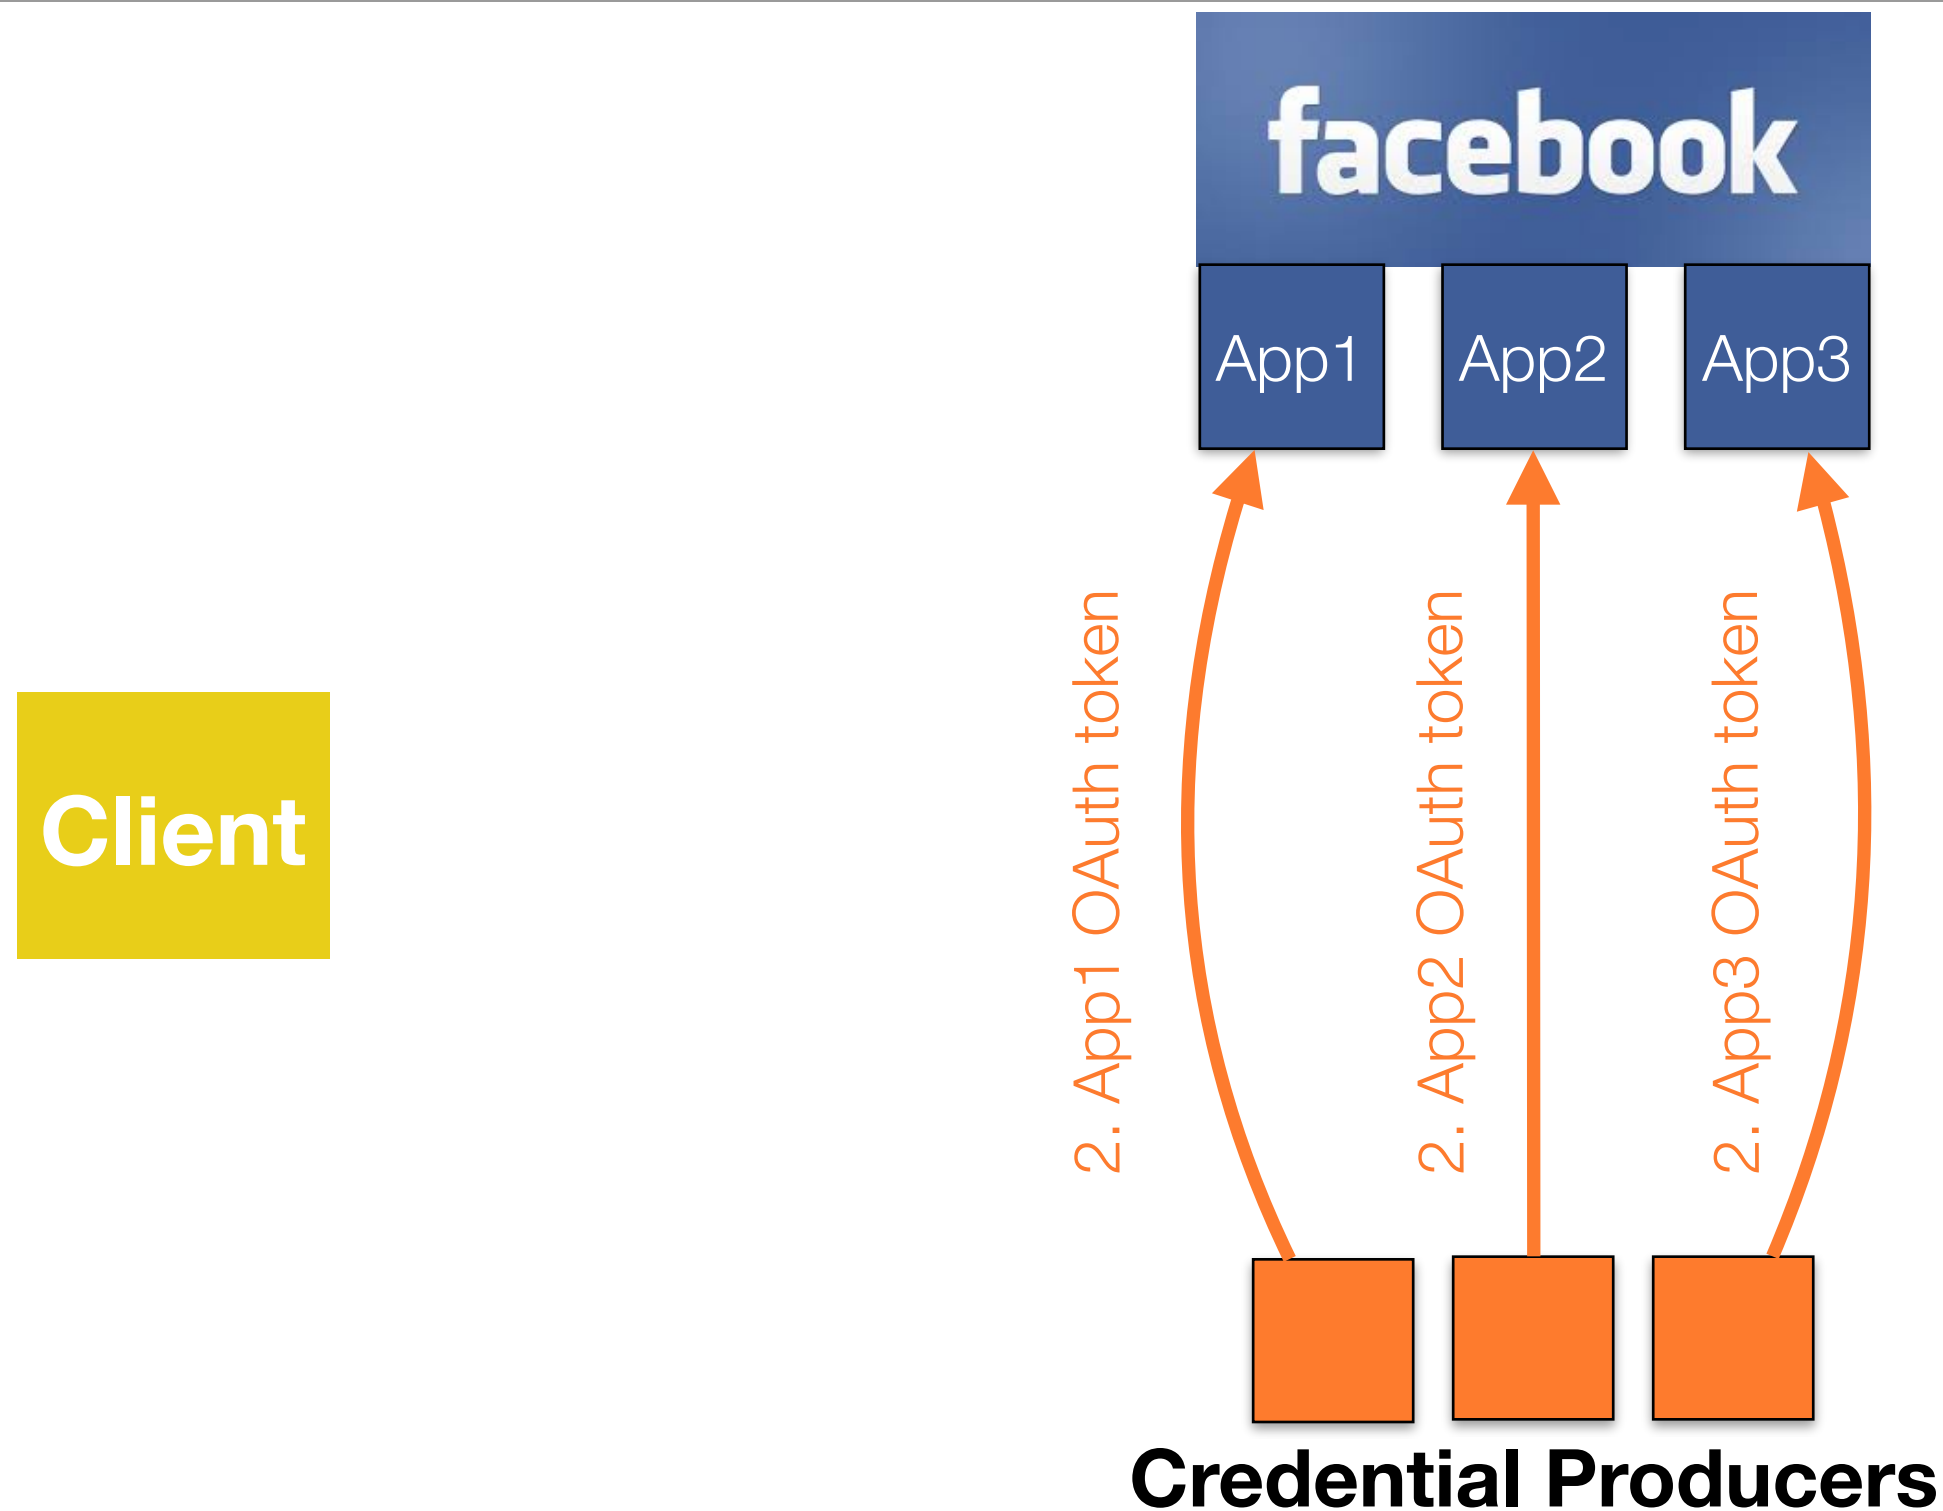 facebook
App1
App2
App3
2. App1 OAuth token
2. App2 OAuth token
2. App3 OAuth token
Client
Credential Producers